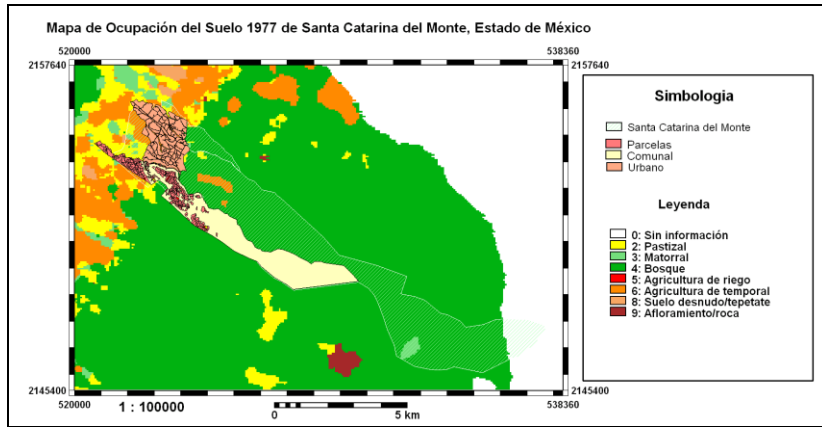 Mapa de Ocupación del Suelo 1977 de Santa Catarina del Monte, Estado de México
520000
538360
2157640
2157640
Simbologia
Santa Catarina del Monte
Parcelas
Comunal
Urbano
Leyenda
0: Sin información
2: Pastizal
3: Matorral
4: Bosque
5: Agricultura de riego
6: Agricultura de temporal
8: Suelo desnudo/tepetate
9: Afloramiento/roca
2145400
2145400
520000
1 : 100000
0
5 km
538360